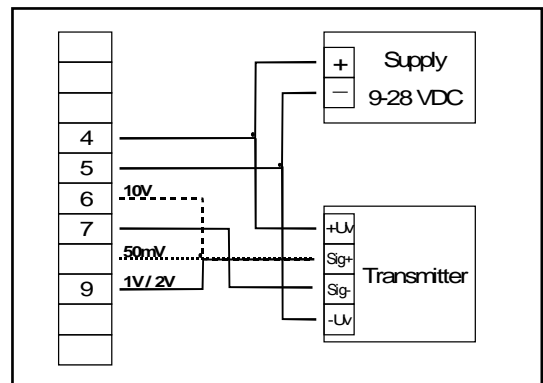 + Supply
– 9-28 VDC
4
5
6 10V
7 +Uv
50mV Sig+ Transmitter
9 1V / 2V Sig-
-Uv